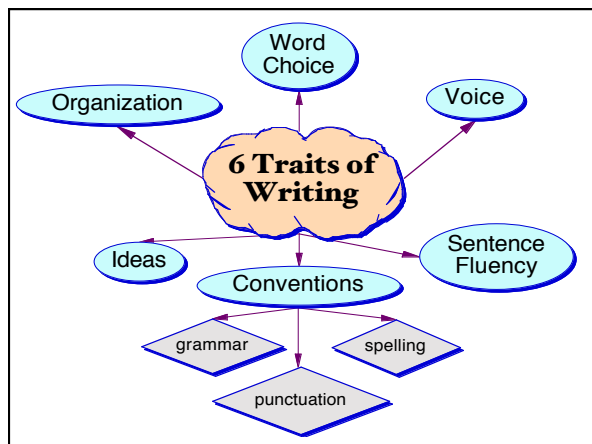 Word
Choice
Organization
Voice
6 Traits of
Writing
Ideas
Sentence
Fluency
Conventions
grammar
spelling
punctuation